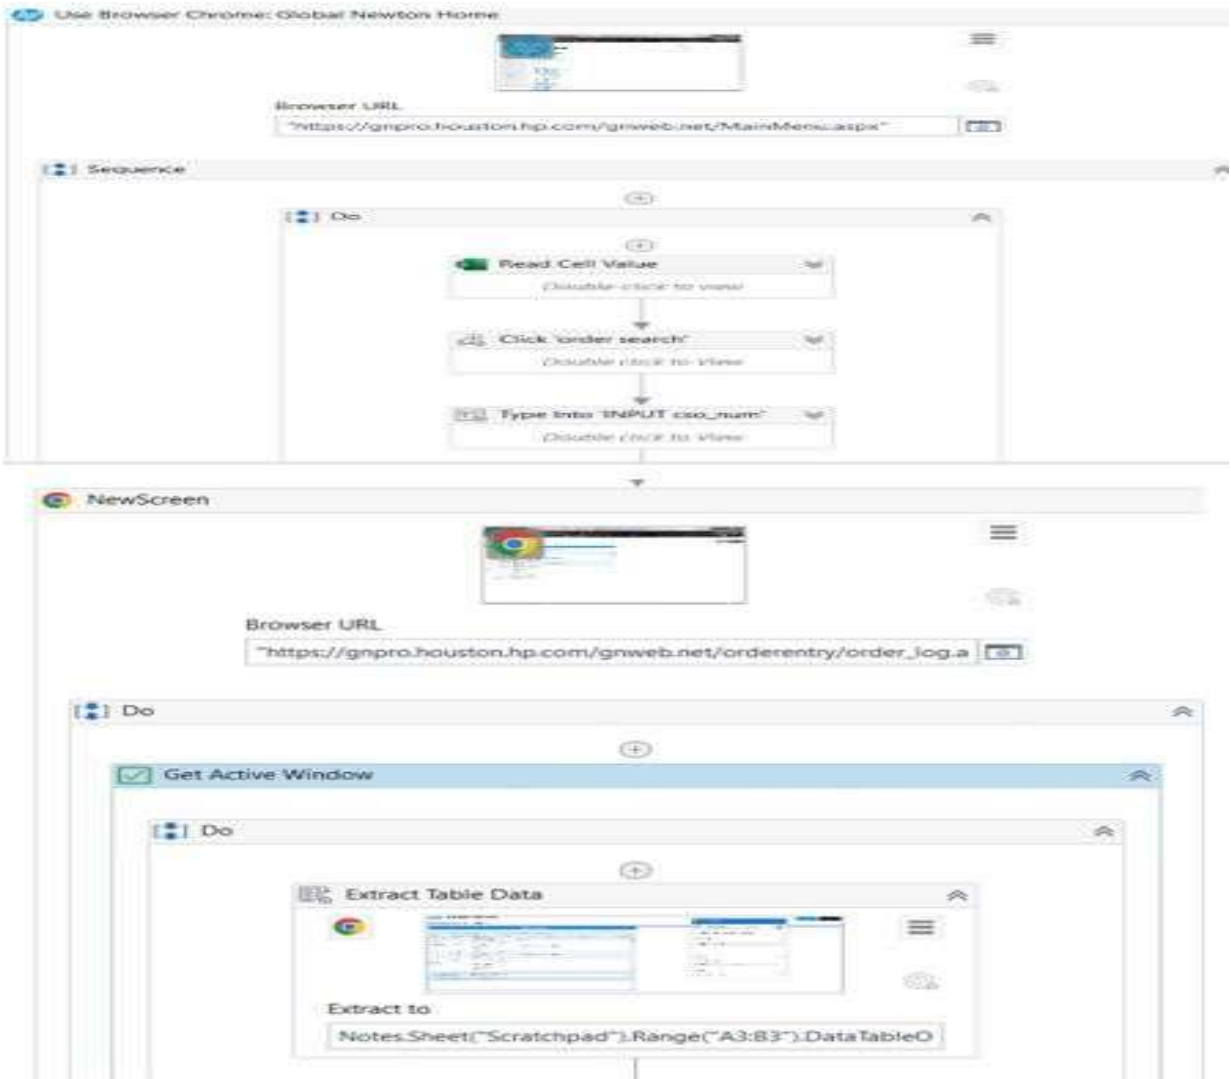 Use Browser Chrome: Global Newton Home
Browser URL
"https://gnpro.houston.hp.com/gnweb.net/MainMenu.aspx"
Sequence
Do
Read Cell Value
Double-click to view
Click 'order search'
Double click to View
Type Into 'INPUT cso_num'
Double click to View
NewScreen
Browser URL
"https://gnpro.houston.hp.com/gnweb.net/orderentry/order_log.a
Do
Get Active Window
Do
Extract Table Data
Extract to
Notes.Sheet("Scratchpad").Range("A3:B3").DataTableO